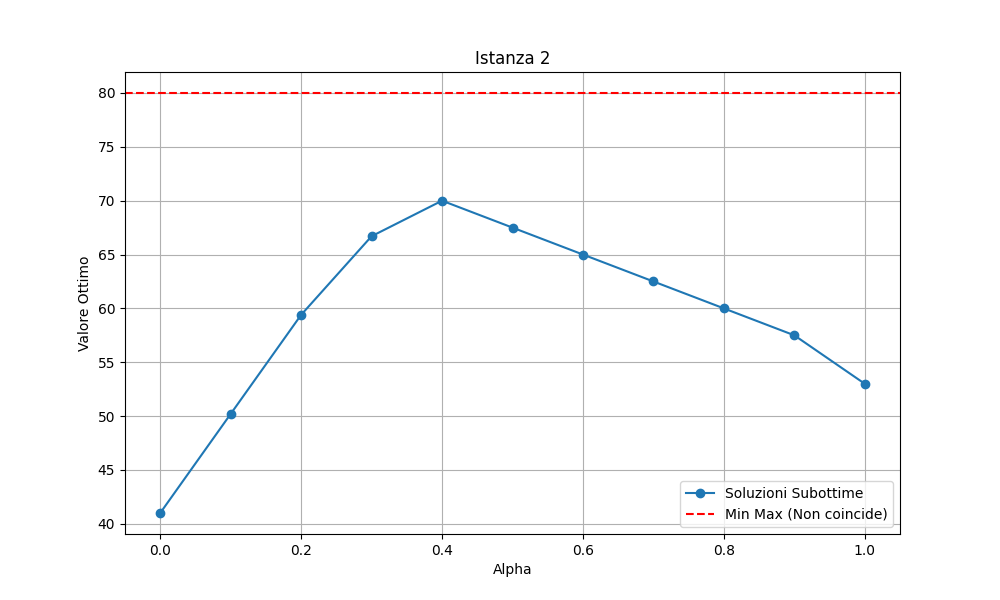 Istanza 2
Valore Ottimo
80
75
70
65
60
55
50
45
40
0.0 0.2 0.4 0.6 0.8 1.0
Alpha
Soluzioni Subottime
Min Max (Non coincide)